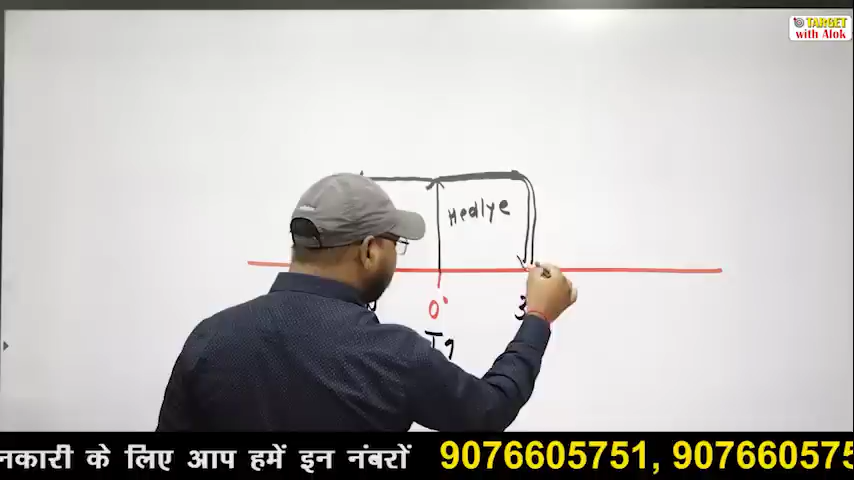 TARGET
with Alok
Hedlye
0°
नकारी के लिए आप हमें इन नंबरों 9076605751, 907660575